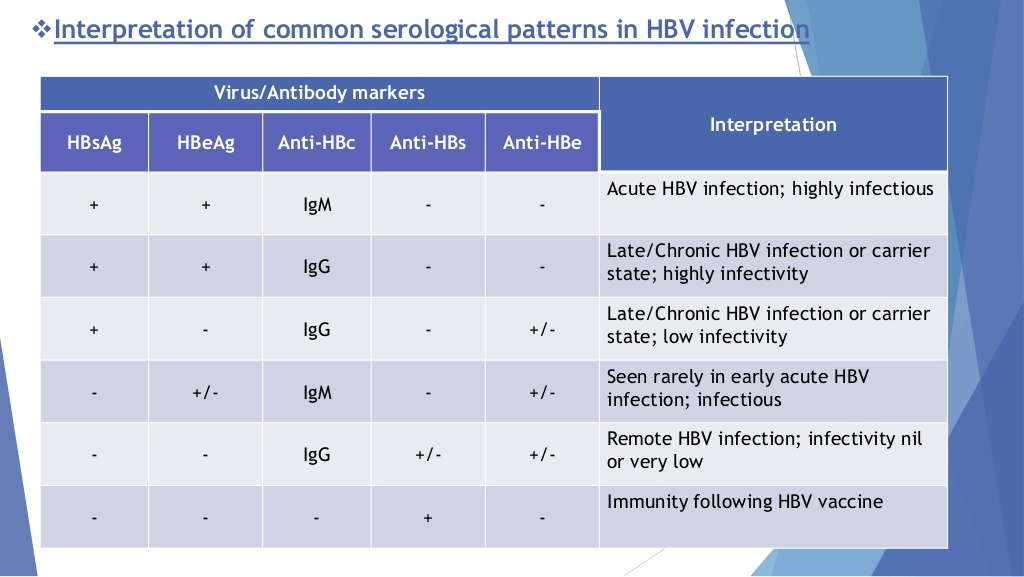 ❖Interpretation of common serological patterns in HBV infection
Virus/Antibody markers
Interpretation
HBsAg HBeAg Anti-HBc Anti-HBs Anti-HBe
+ + IgM - - Acute HBV infection; highly infectious
+ + IgG - - Late/Chronic HBV infection or carrier
state; highly infectivity
+ - IgG - +/- Late/Chronic HBV infection or carrier
state; low infectivity
- +/- IgM - +/- Seen rarely in early acute HBV
infection; infectious
- - IgG +/- +/- Remote HBV infection; infectivity nil
or very low
- - - + - Immunity following HBV vaccine